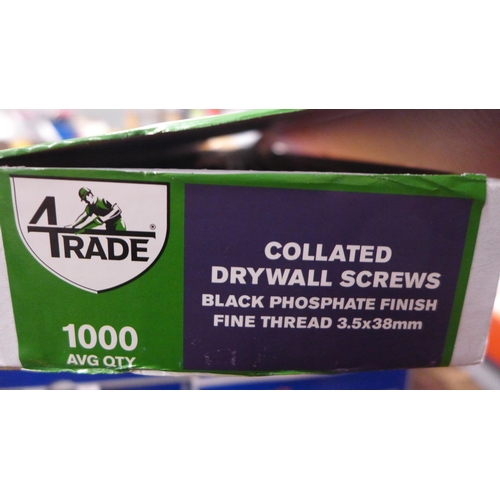 4TRADE®
1000
AVG QTY
COLLATED
DRYWALL SCREWS
BLACK PHOSPHATE FINISH
FINE THREAD 3.5x38mm